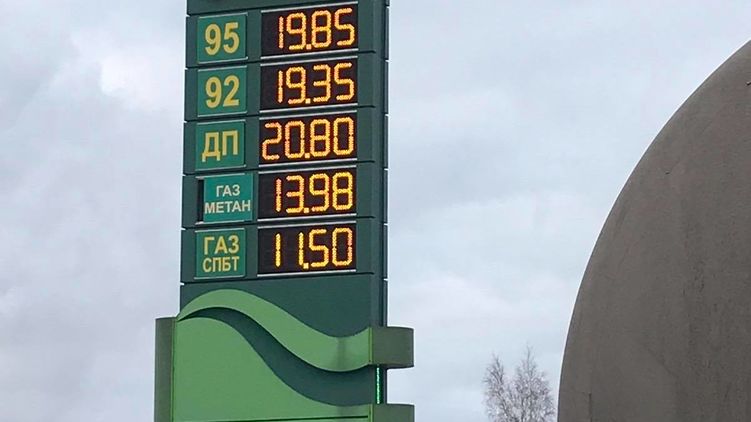 95 19.85
92 19.35
ДП 20.80
ГАЗ
МЕТАН 13.98
ГАЗ
СПБТ 11.50